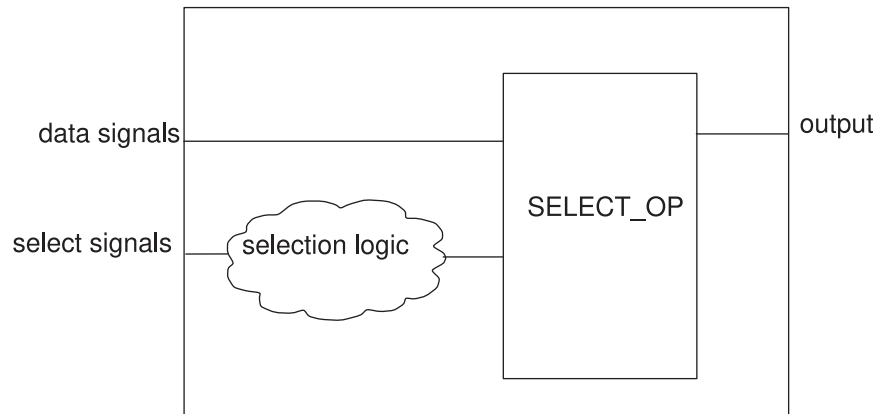 data signals
output
SELECT_OP
select signals
selection logic